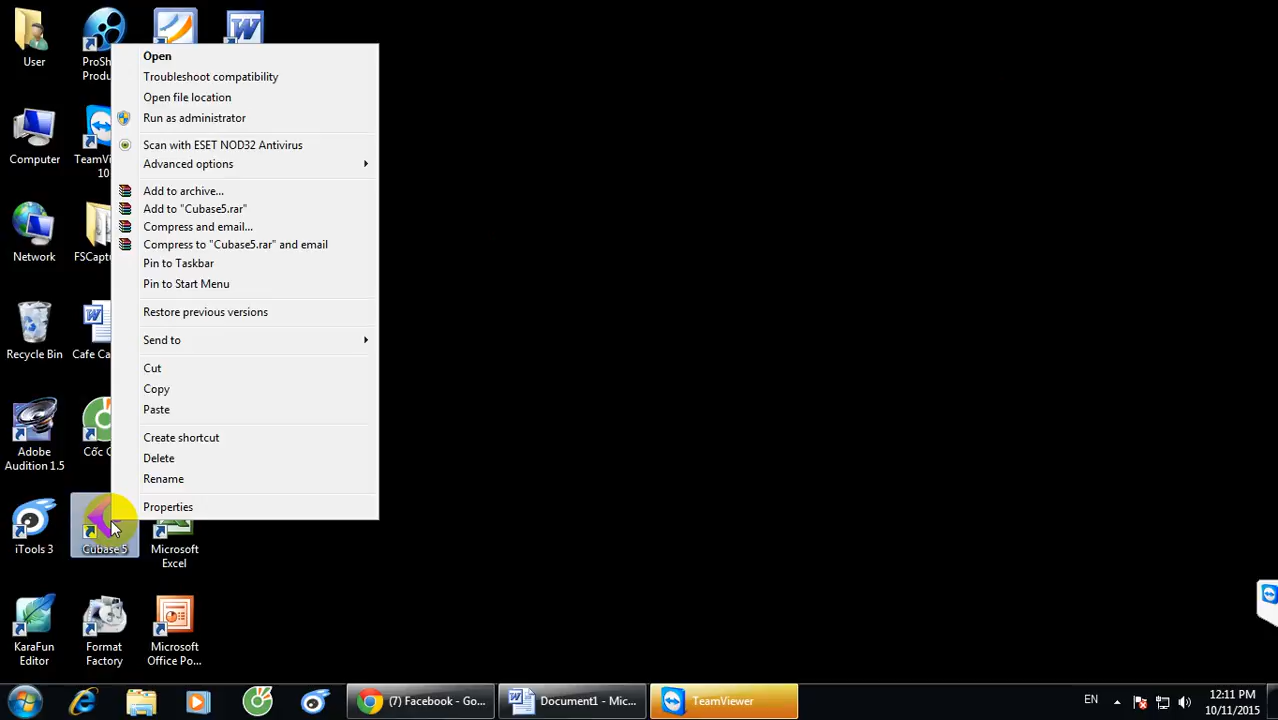 User
ProSh
Produ
Computer
TeamVi
10
Network
FSCaptu
Recycle Bin
Cafe Ca
Adobe
Audition 1.5
Cốc C
iTools 3
Cubase 5
Microsoft
Excel
KaraFun
Editor
Format
Factory
Microsoft
Office Po...
Open
Troubleshoot compatibility
Open file location
Run as administrator
Scan with ESET NOD32 Antivirus
Advanced options
Add to archive...
Add to "Cubase5.rar"
Compress and email...
Compress to "Cubase5.rar" and email
Pin to Taskbar
Pin to Start Menu
Restore previous versions
Send to
Cut
Copy
Paste
Create shortcut
Delete
Rename
Properties
(7) Facebook - Go...
Document1 - Mic...
TeamViewer
EN
12:11 PM
10/11/2015